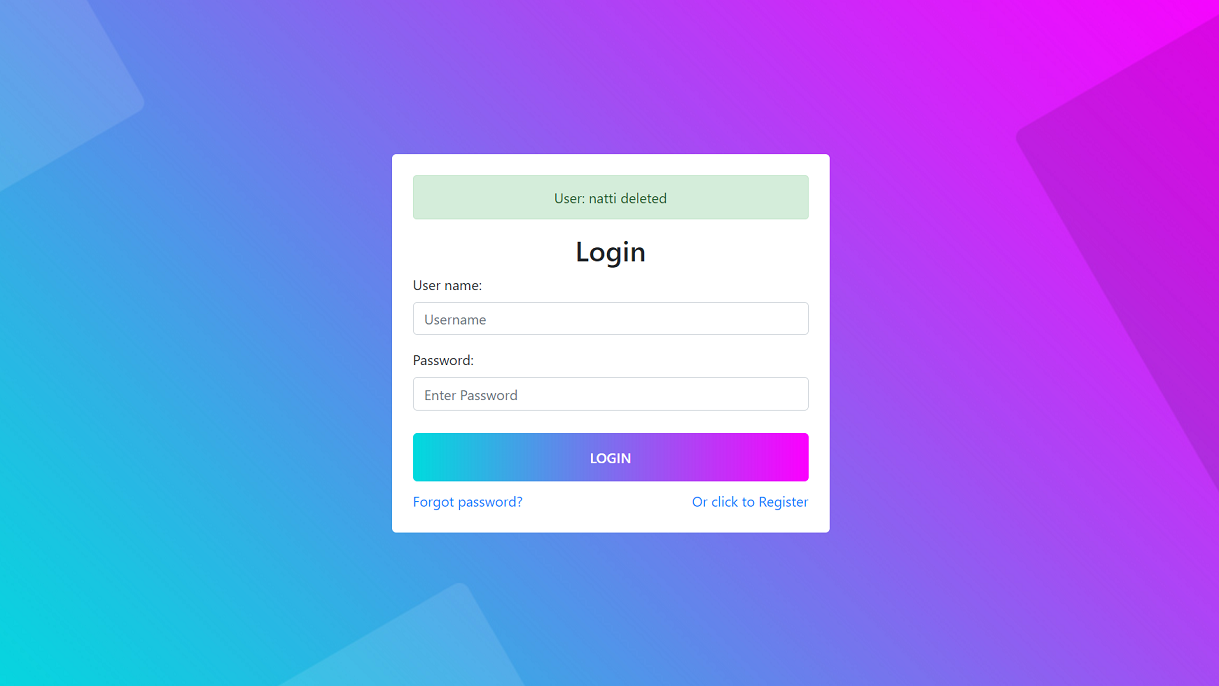 User: natti deleted
Login
User name:
Username
Password:
Enter Password
LOGIN
Forgot password? Or click to Register